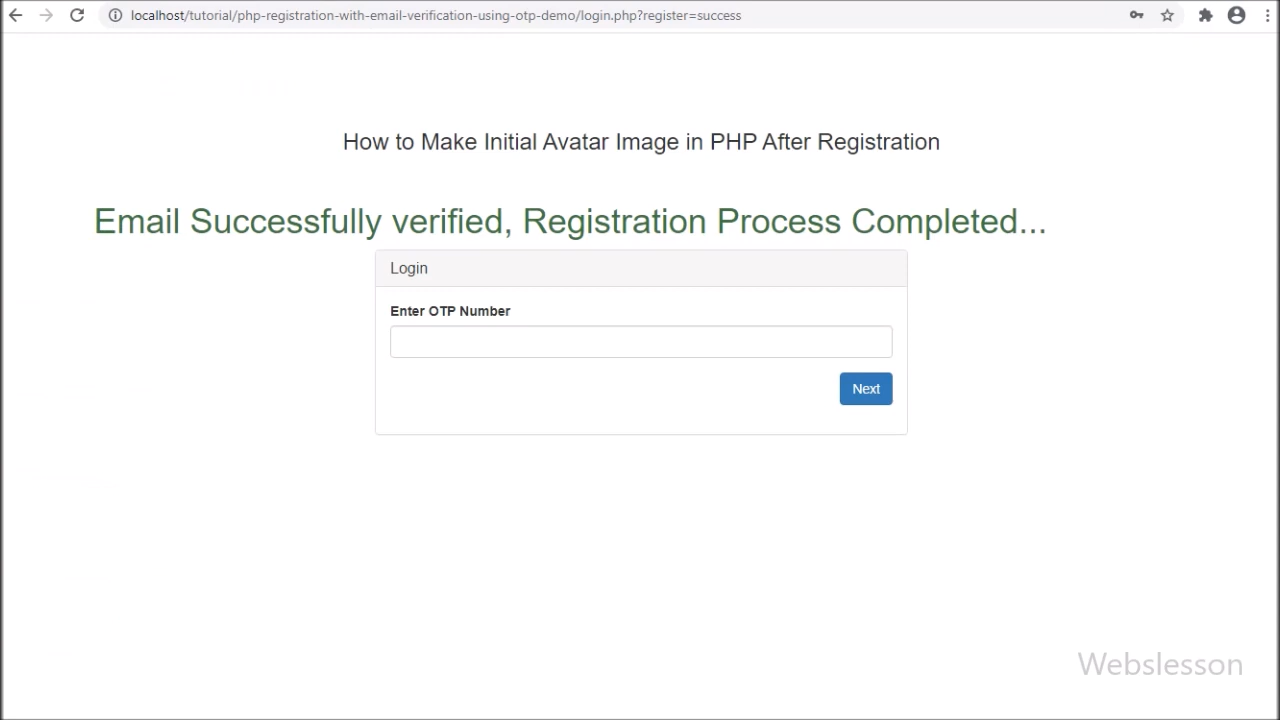 localhost/tutorial/php-registration-with-email-verification-using-otp-demo/login.php?register=success
How to Make Initial Avatar Image in PHP After Registration
Email Successfully verified, Registration Process Completed...
Login
Enter OTP Number
Next
Webslesson